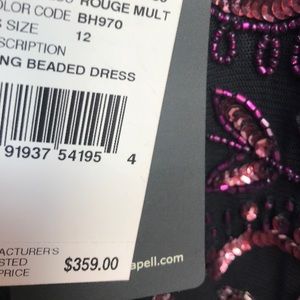 ROUGE MULT
OLOR CODE BH970
SIZE 12
SCRIPTION
NG BEADED DRESS
91937 54195 4
ACTURER'S
STED
PRICE $359.00
apell.com